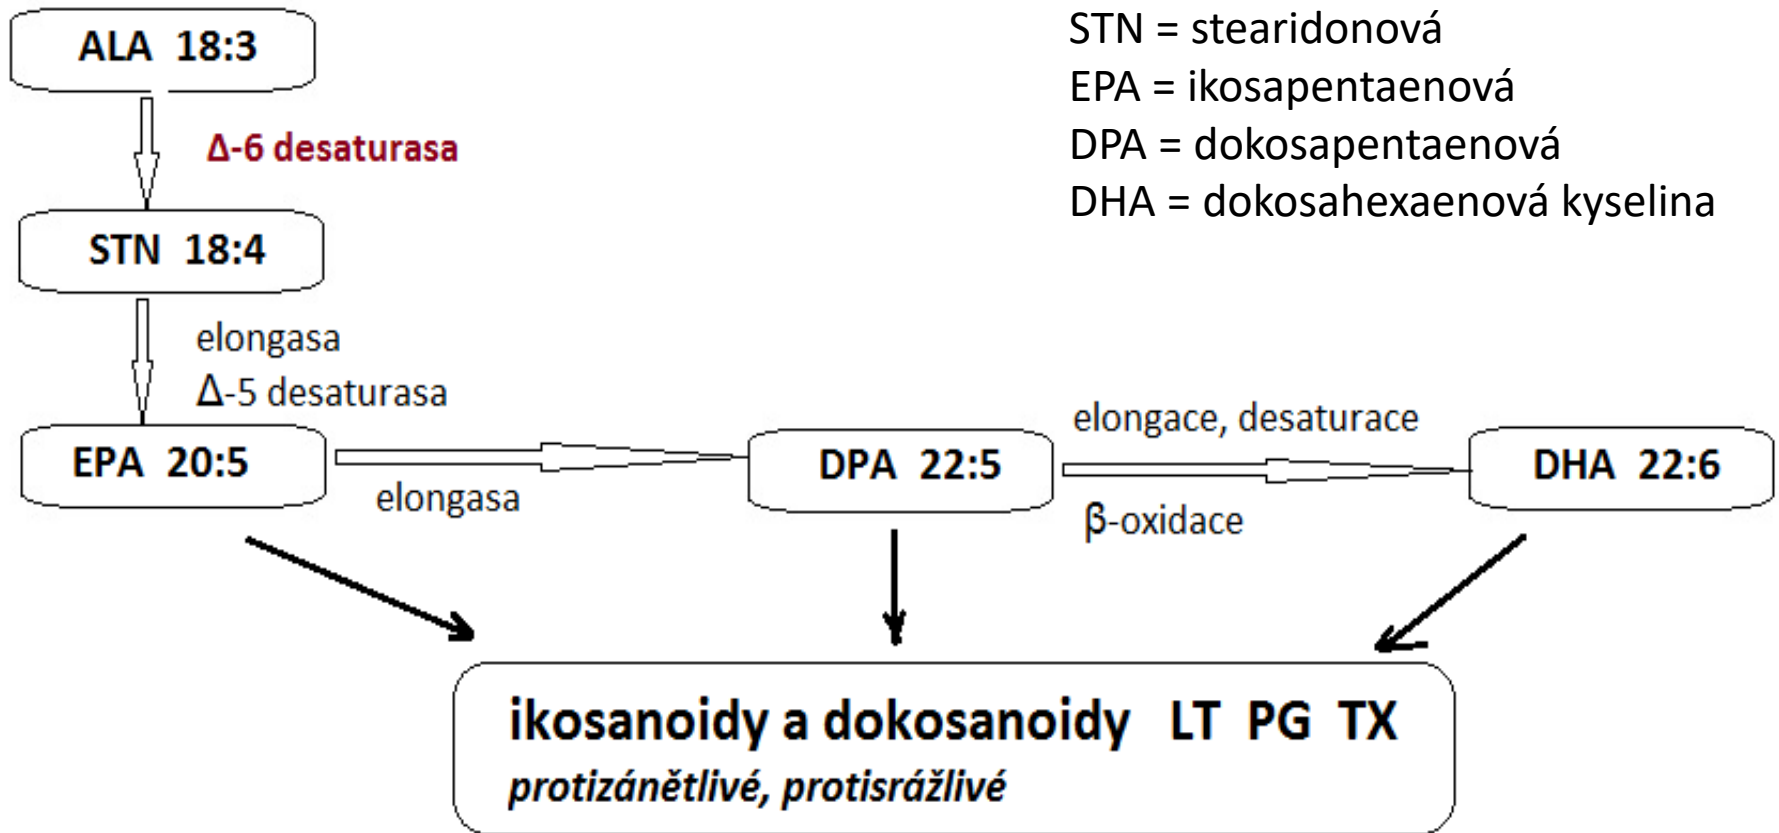 ALA 18:3
STN = stearidonová
EPA = ikosapentaenová
DPA = dokosapentaenová
DHA = dokosahexaenová kyselina
Δ-6 desaturasa
STN 18:4
elongasa
Δ-5 desaturasa
EPA 20:5
elongasa
DPA 22:5
elongace, desaturace
β-oxidace
DHA 22:6
ikosanoidy a dokosanoidy LT PG TX
protizánětlivé, protisrážlivé